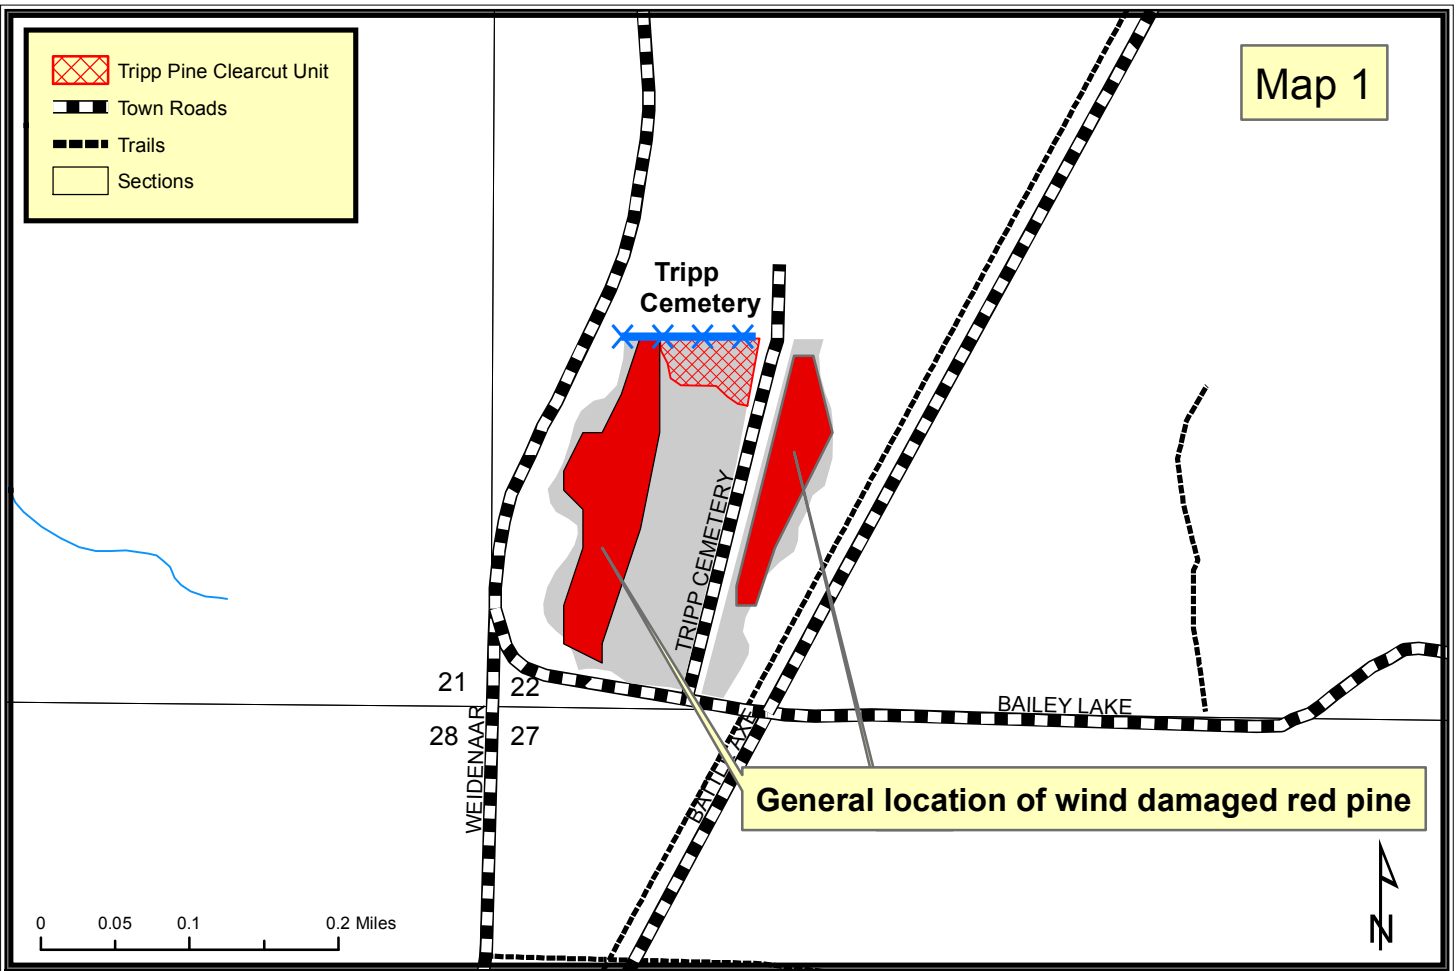 Tripp Pine Clearcut Unit
Town Roads
Trails
Sections
Map 1
Tripp
Cemetery
TRIPP CEMETERY
21
22
BAILEY LAKE
28
27
WEIDENAAR
General location of wind damaged red pine
0 0.05 0.1 0.2 Miles
N